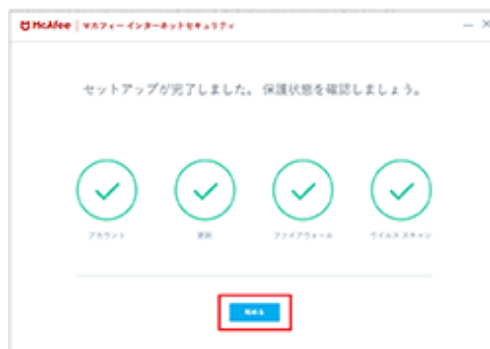 McAfee | マカフィー インターネットセキュリティ
セットアップが完了しました。 保護状態を確認しましょう。
アカウント 更新 ファイアウォール ウイルス スキャン
始める